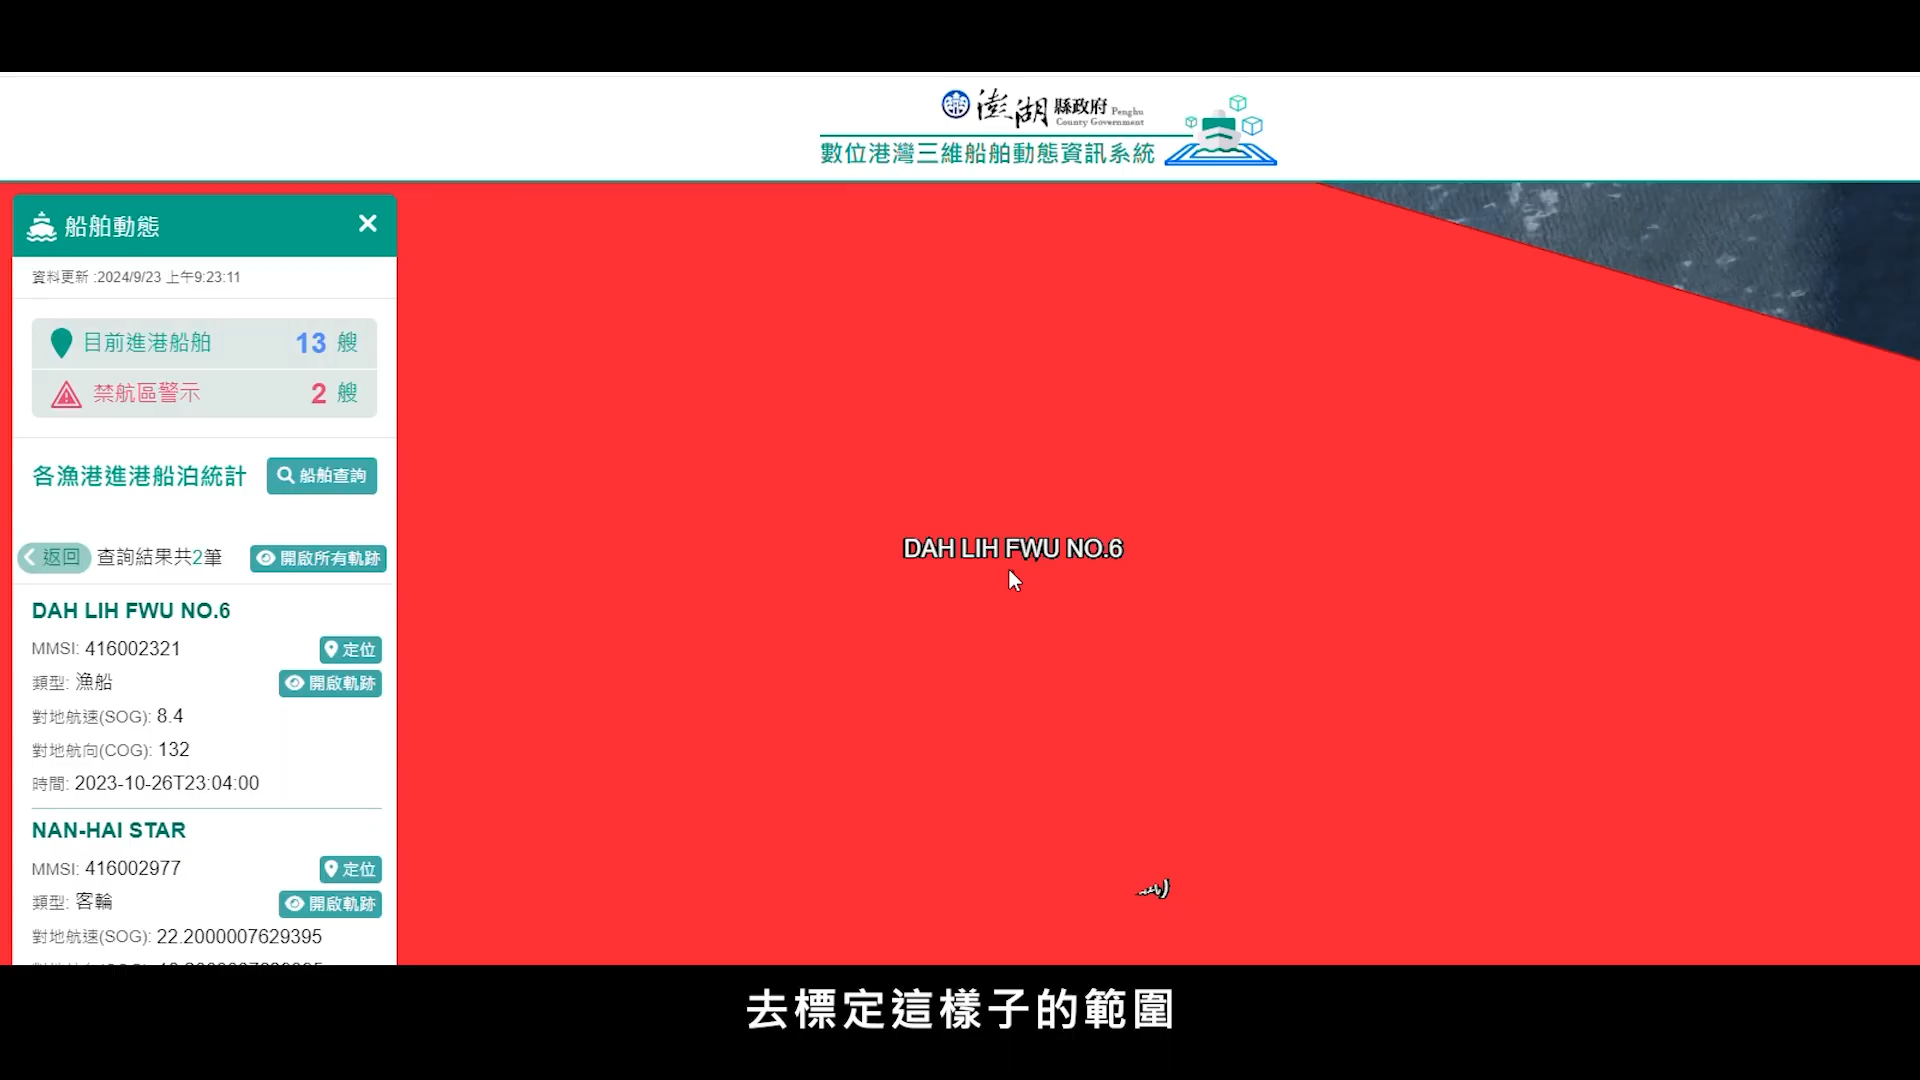 澎湖 縣政府 Penghu County Government
數位港灣三維船舶動態資訊系統
船舶動態
資料更新 :2024/9/23 上午9:23:11
目前進港船舶 13 艘
禁航區警示 2 艘
各漁港進港船泊統計 船舶查詢
返回 查詢結果共2筆 開啟所有軌跡
DAH LIH FWU NO.6
MMSI: 416002321 定位
類型: 漁船 開啟軌跡
對地航速(SOG): 8.4
對地航向(COG): 132
時間: 2023-10-26T23:04:00
NAN-HAI STAR
MMSI: 416002977 定位
類型: 客輪 開啟軌跡
對地航速(SOG): 22.2000007629395
DAH LIH FWU NO.6
去標定這樣子的範圍